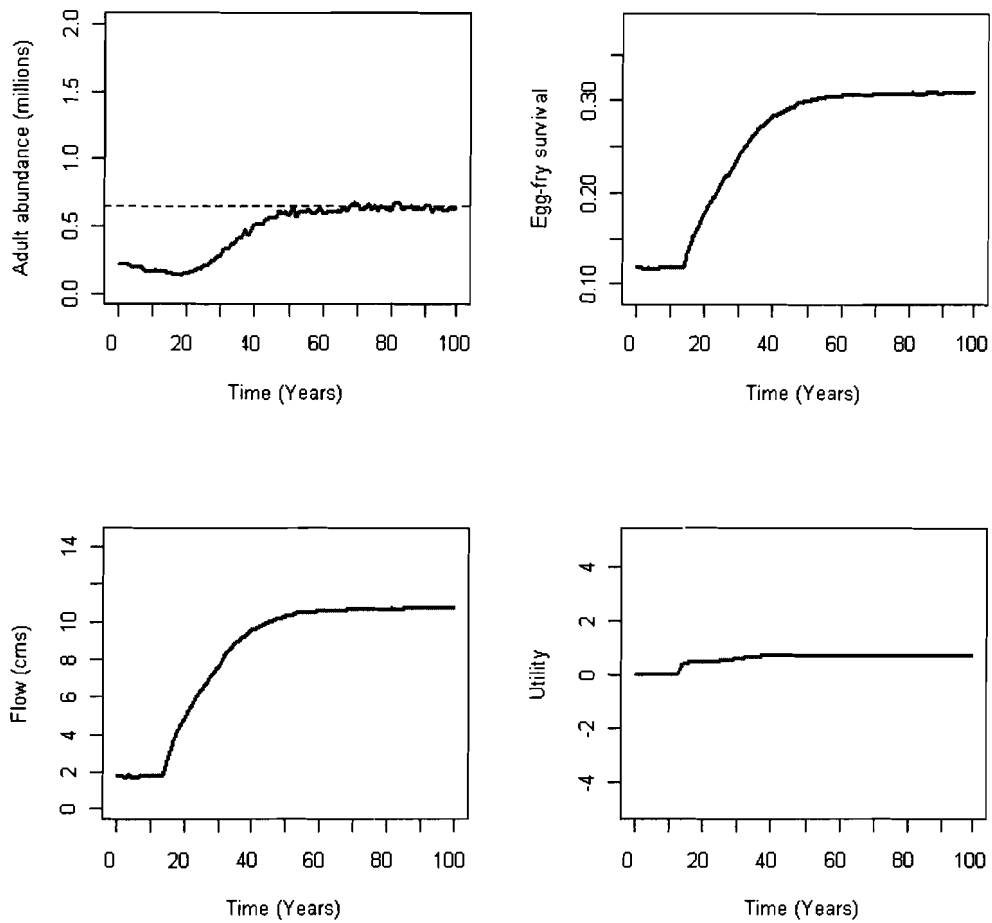 Adult abundance (millions)
2.0
1.5
1.0
0.5
0.0
0 20 40 60 80 100
Time (Years)
Egg-fry survival
0.30
0.20
0.10
0 20 40 60 80 100
Time (Years)
Flow (cms)
14
10
8
6
4
2
0
0 20 40 60 80 100
Time (Years)
Utility
4
2
0
-2
-4
0 20 40 60 80 100
Time (Years)